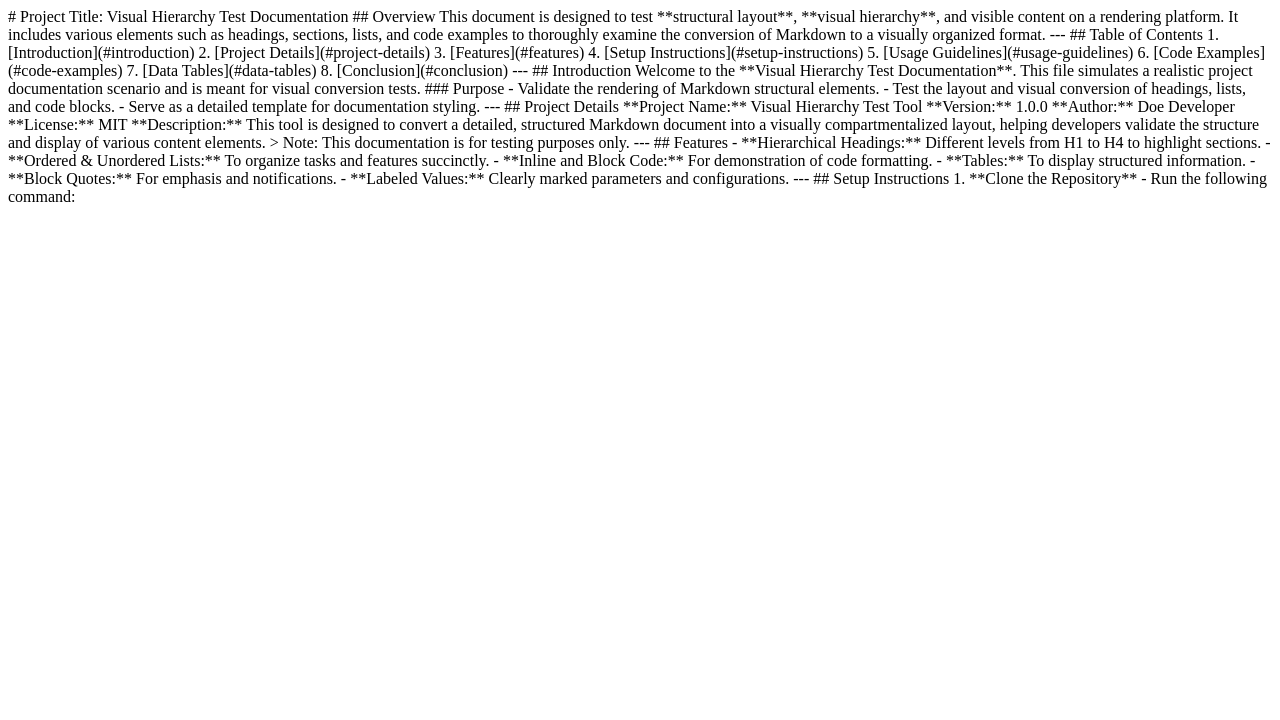 # Project Title: Visual Hierarchy Test Documentation ## Overview This document is designed to test **structural layout**, **visual hierarchy**, and visible content on a rendering platform. It
includes various elements such as headings, sections, lists, and code examples to thoroughly examine the conversion of Markdown to a visually organized format. --- ## Table of Contents 1.
[Introduction](#introduction) 2. [Project Details](#project-details) 3. [Features](#features) 4. [Setup Instructions](#setup-instructions) 5. [Usage Guidelines](#usage-guidelines) 6. [Code Examples]
(#code-examples) 7. [Data Tables](#data-tables) 8. [Conclusion](#conclusion) --- ## Introduction Welcome to the **Visual Hierarchy Test Documentation**. This file simulates a realistic project
documentation scenario and is meant for visual conversion tests. ### Purpose - Validate the rendering of Markdown structural elements. - Test the layout and visual conversion of headings, lists,
and code blocks. - Serve as a detailed template for documentation styling. --- ## Project Details **Project Name:** Visual Hierarchy Test Tool **Version:** 1.0.0 **Author:** Doe Developer
**License:** MIT **Description:** This tool is designed to convert a detailed, structured Markdown document into a visually compartmentalized layout, helping developers validate the structure
and display of various content elements. > Note: This documentation is for testing purposes only. --- ## Features - **Hierarchical Headings:** Different levels from H1 to H4 to highlight sections. -
**Ordered & Unordered Lists:** To organize tasks and features succinctly. - **Inline and Block Code:** For demonstration of code formatting. - **Tables:** To display structured information. -
**Block Quotes:** For emphasis and notifications. - **Labeled Values:** Clearly marked parameters and configurations. --- ## Setup Instructions 1. **Clone the Repository** - Run the following
command: